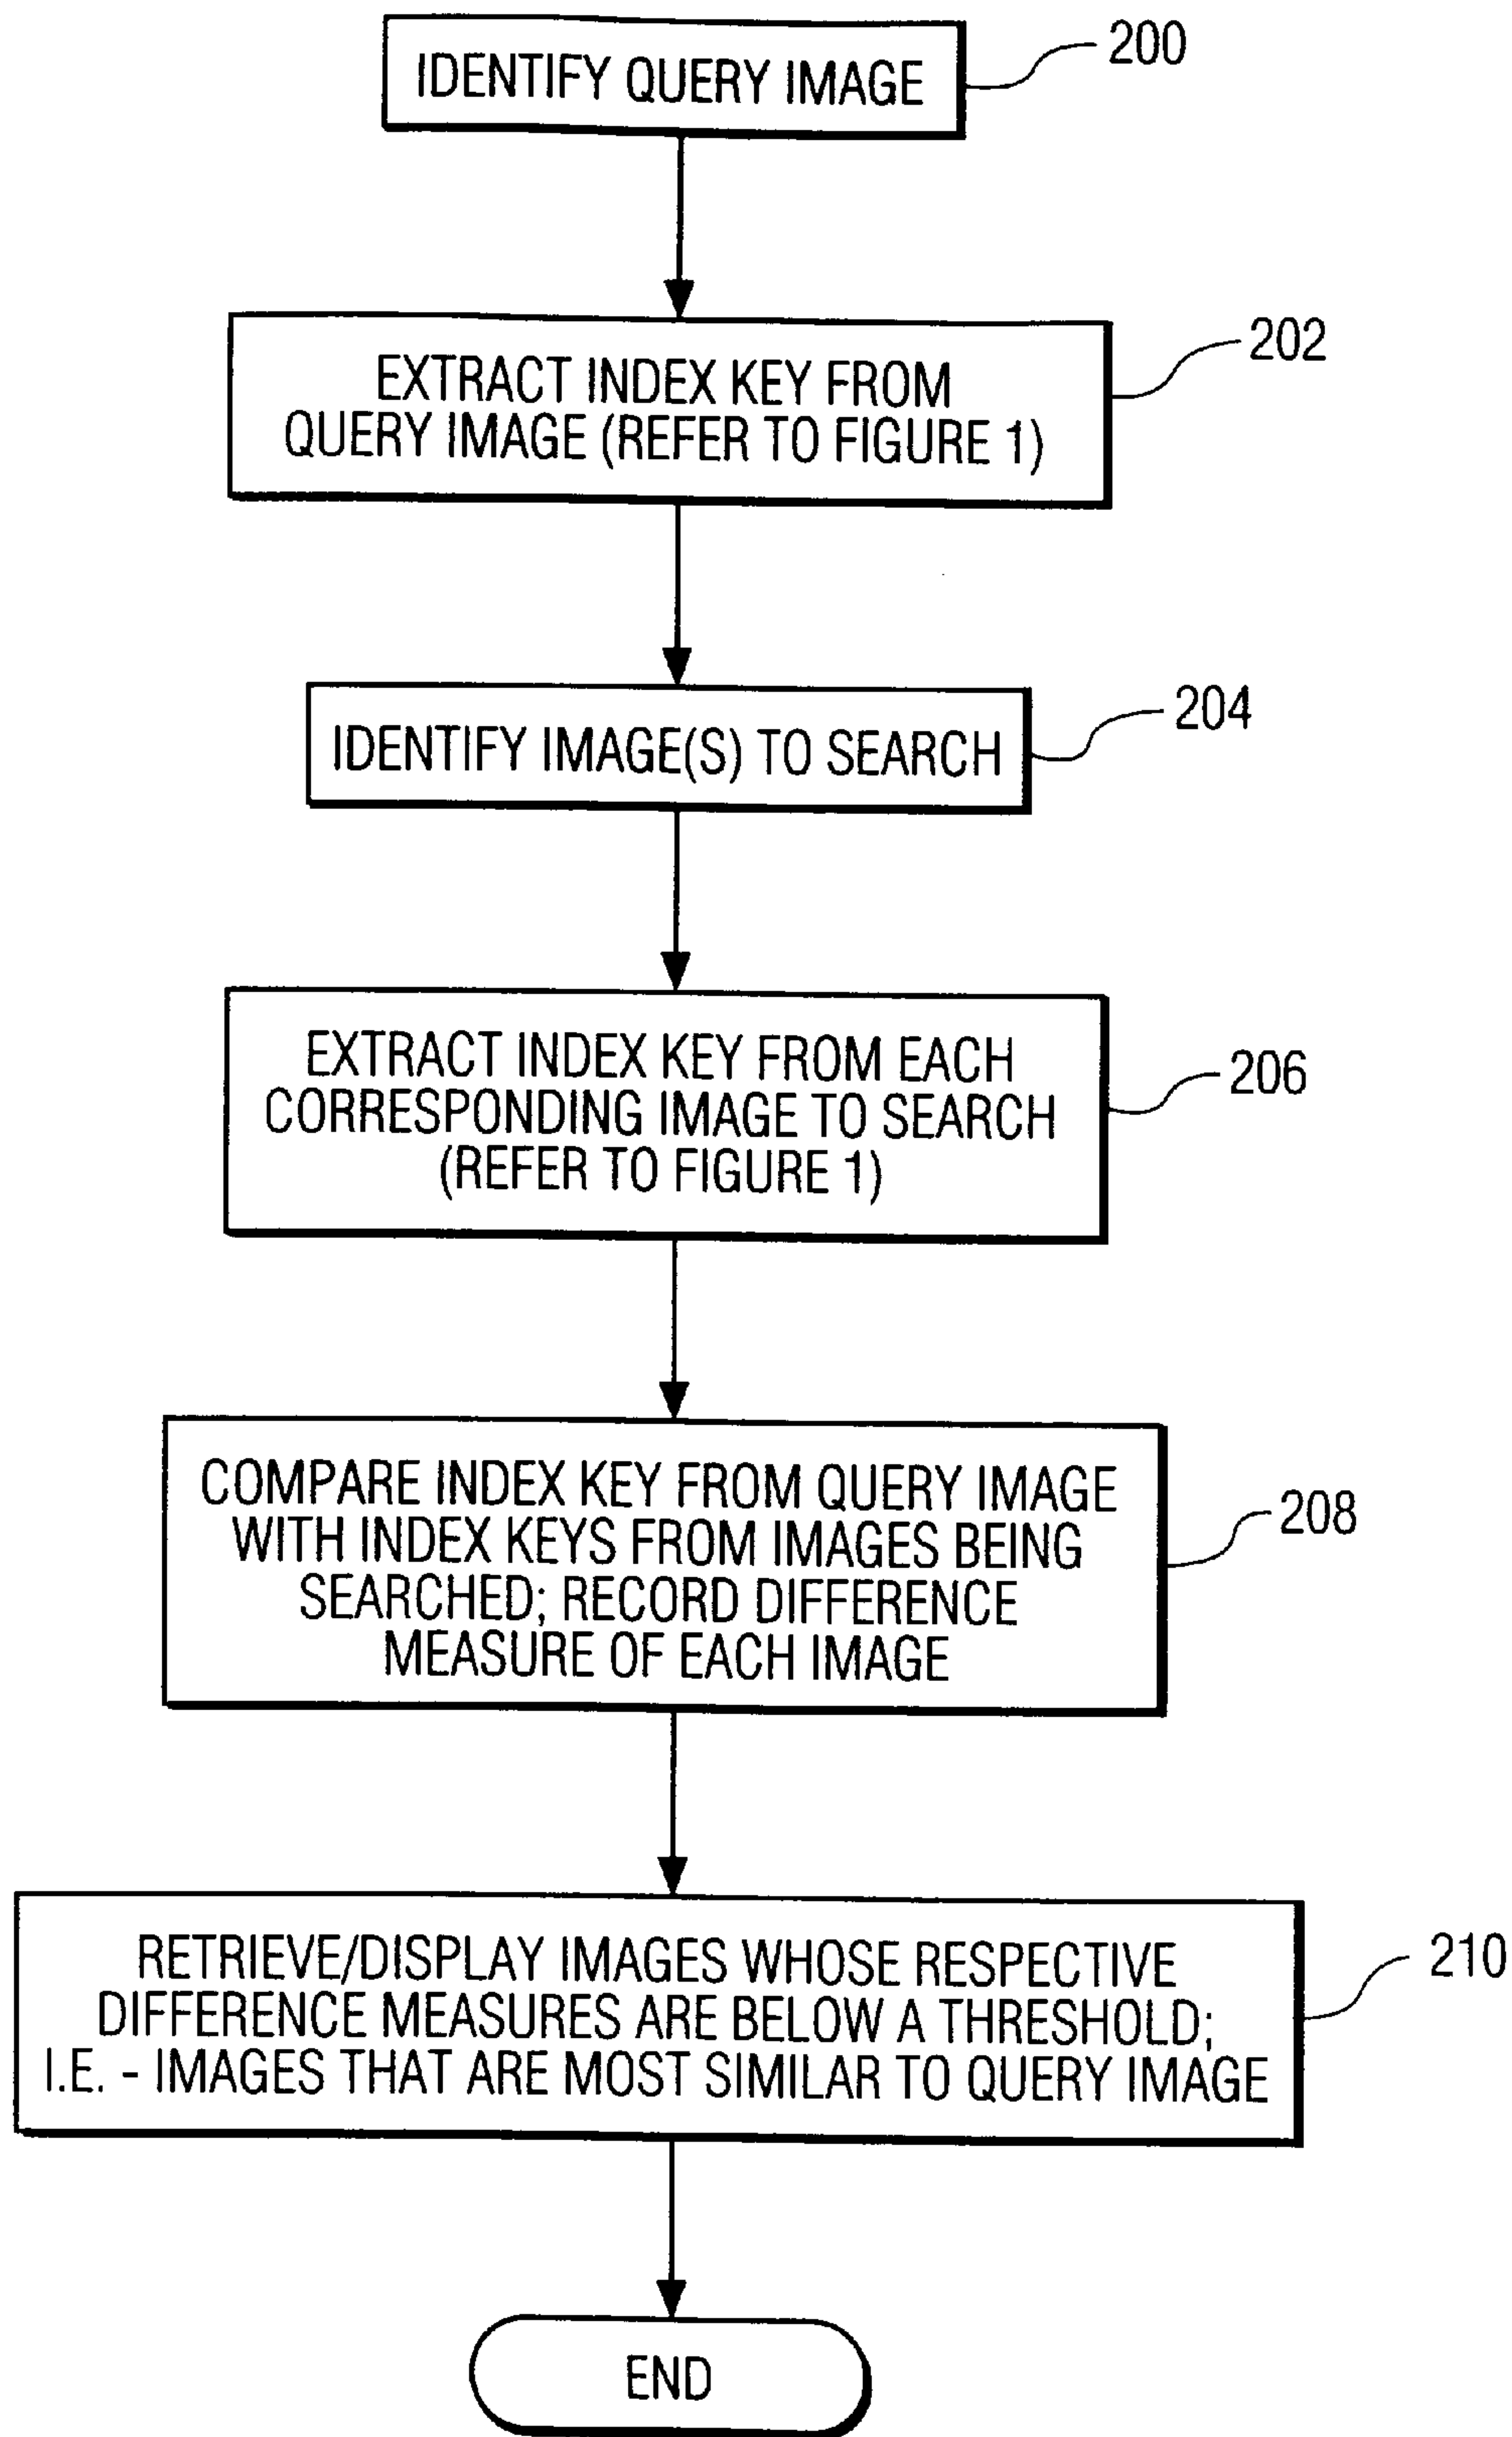 IDENTIFY QUERY IMAGE
200
EXTRACT INDEX KEY FROM
QUERY IMAGE (REFER TO FIGURE 1)
202
IDENTIFY IMAGE(S) TO SEARCH
204
EXTRACT INDEX KEY FROM EACH
CORRESPONDING IMAGE TO SEARCH
(REFER TO FIGURE 1)
206
COMPARE INDEX KEY FROM QUERY IMAGE
WITH INDEX KEYS FROM IMAGES BEING
SEARCHED; RECORD DIFFERENCE
MEASURE OF EACH IMAGE
208
RETRIEVE/DISPLAY IMAGES WHOSE RESPECTIVE
DIFFERENCE MEASURES ARE BELOW A THRESHOLD;
I.E. - IMAGES THAT ARE MOST SIMILAR TO QUERY IMAGE
210
END